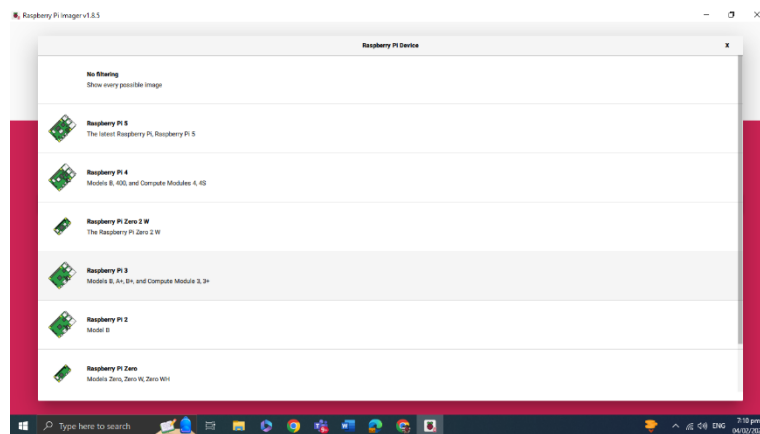 Raspberry Pi Imager v1.8.5
Raspberry Pi Device
X
No filtering
Show every possible image
Raspberry Pi 5
The latest Raspberry Pi, Raspberry Pi 5
Raspberry Pi 4
Models B, 400, and Compute Modules 4, 4S
Raspberry Pi Zero 2 W
The Raspberry Pi Zero 2 W
Raspberry Pi 3
Models B, A+, B+, and Compute Module 3, 3+
Raspberry Pi 2
Model B
Raspberry Pi Zero
Models Zero, Zero W, Zero WH
Type here to search
ENG
7:10 pm